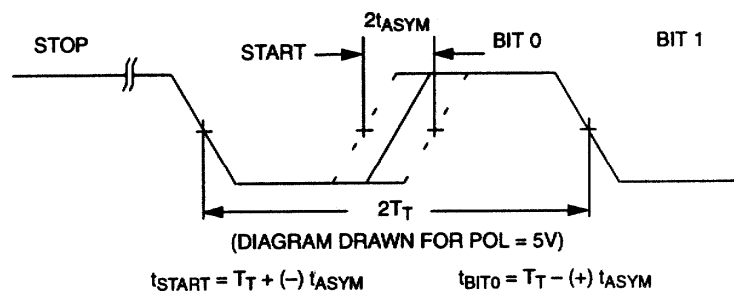 2tASYM
STOP START BIT 0 BIT 1
2TT
(DIAGRAM DRAWN FOR POL = 5V)
tSTART = TT + (–) tASYM tBIT0 = TT – (+) tASYM